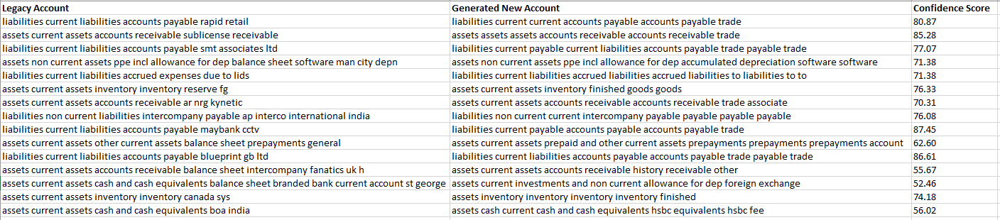 Legacy Account Generated New Account Confidence Score
liabilities current liabilities accounts payable rapid retail liabilities current current accounts payable accounts payable trade 80.87
assets current assets accounts receivable sublicense receivable assets assets assets accounts receivable accounts receivable trade 85.28
liabilities current liabilities accounts payable smt associates ltd liabilities current payable current liabilities accounts payable trade payable trade 77.07
assets non current assets ppe incl allowance for dep balance sheet software man city depn assets non current assets ppe incl allowance for dep accumulated depreciation software software 71.38
liabilities current liabilities accrued expenses due to lids liabilities current liabilities accrued liabilities accrued liabilities to liabilities to to 71.38
assets current assets inventory inventory reserve fg assets current assets inventory finished goods goods 76.33
assets current assets accounts receivable ar nrg kynetic assets current assets accounts receivable accounts receivable trade associate 70.31
liabilities non current liabilities intercompany payable ap interco international india liabilities non current current intercompany payable payable payable payable 76.08
liabilities current liabilities accounts payable maybank cctv liabilities current payable accounts payable accounts payable trade 87.45
assets current assets other current assets balance sheet prepayments general assets current assets prepaid and other current assets prepayments prepayments prepayments account 62.60
liabilities current liabilities accounts payable blueprint gb ltd liabilities current liabilities accounts payable accounts payable trade payable trade 86.61
assets current assets accounts receivable balance sheet intercompany fanatics uk h assets current assets accounts receivable history receivable other 55.67
assets current assets cash and cash equivalents balance sheet branded bank current account st george assets current investments and non current allowance for dep foreign exchange 52.46
assets current assets inventory inventory canada sys assets inventory inventory inventory inventory finished 74.18
assets current assets cash and cash equivalents boa india assets cash current cash and cash equivalents hsbc equivalents hsbc fee 56.02